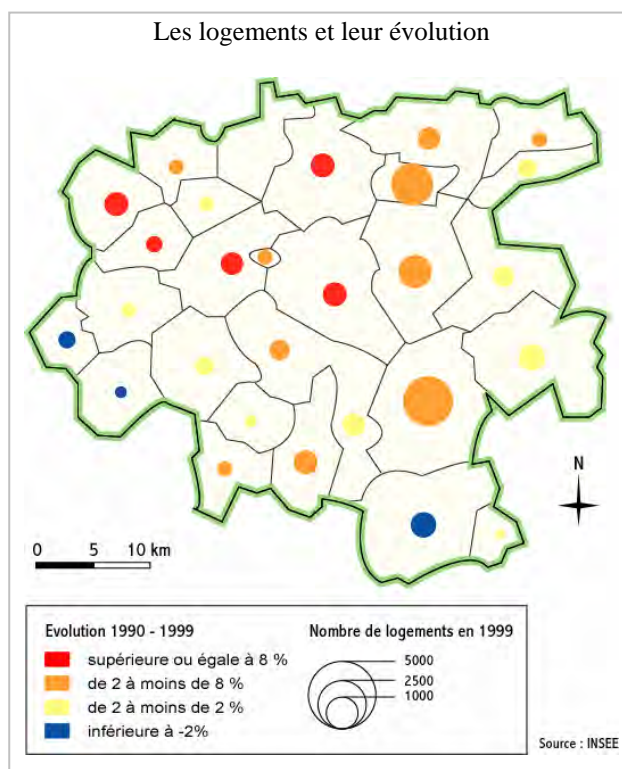 Les logements et leur évolution
N
0 5 10 km
Evolution 1990 - 1999
supérieure ou égale à 8 %
de 2 à moins de 8 %
de 2 à moins de 2 %
inférieure à -2%
Nombre de logements en 1999
5000
2500
1000
Source : INSEE